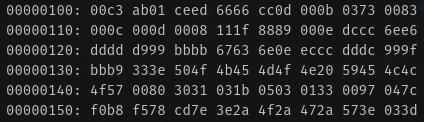 00000100: 00c3 ab01 ceed 6666 cc0d 000b 0373 0083
00000110: 000c 000d 0008 111f 8889 000e dccc 6ee6
00000120: dddd d999 bbbb 6763 6e0e eccc dddc 999f
00000130: bbb9 333e 504f 4b45 4d4f 4e20 5945 4c4c
00000140: 4f57 0080 3031 031b 0503 0133 0097 047c
00000150: f0b8 f578 cd7e 3e2a 4f2a 472a 573e 033d